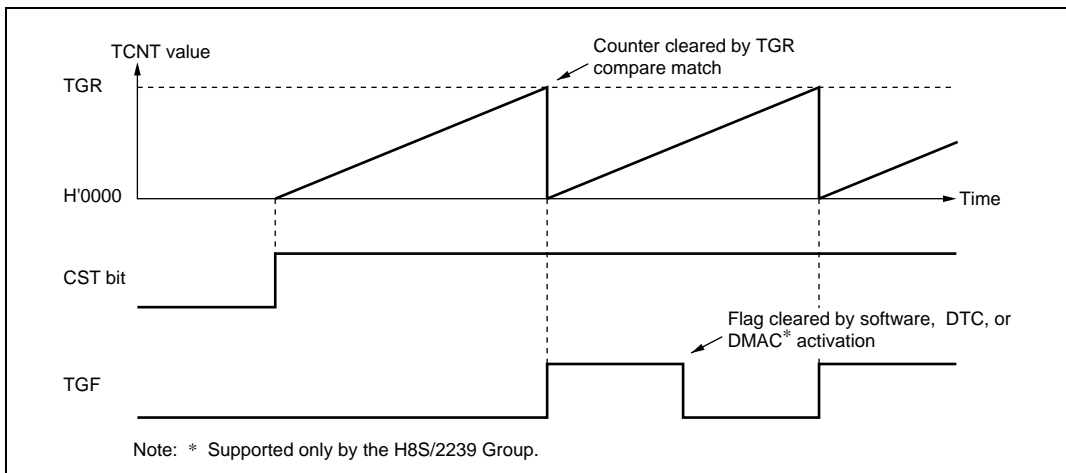 TCNT value
Counter cleared by TGR
compare match
TGR
H'0000
Time
CST bit
Flag cleared by software, DTC, or
DMAC* activation
TGF
Note: * Supported only by the H8S/2239 Group.